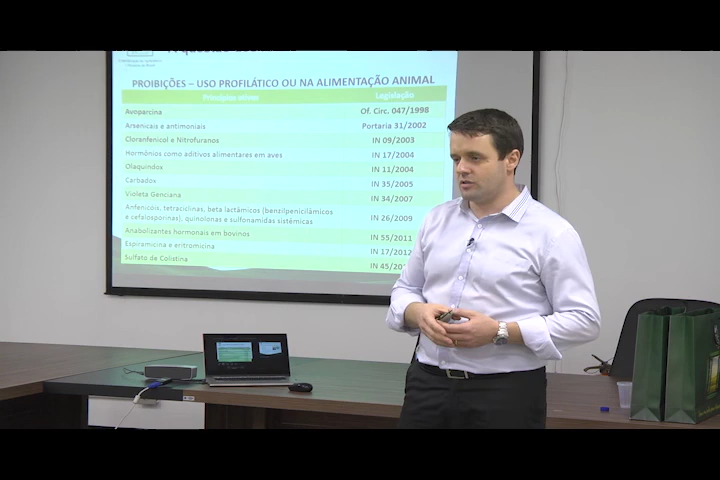 PROIBIÇÕES – USO PROFILÁTICO OU NA ALIMENTAÇÃO ANIMAL
Princípios ativos Legislação
Avoparcina Of. Circ. 047/1998
Arsenicais e antimoniais Portaria 31/2002
Cloranfenicol e Nitrofuranos IN 09/2003
Hormônios como aditivos alimentares em aves IN 17/2004
Olaquindox IN 11/2004
Carbadox IN 35/2005
Violeta Genciana IN 34/2007
Anfenicóis, tetraciclinas, beta lactâmicos (benzilpenicilâmicos
e cefalosporinas), quinolonas e sulfonamidas sistêmicas IN 26/2009
Anabolizantes hormonais em bovinos IN 55/2011
Espiramicina e eritromicina IN 17/2012
Sulfato de Colistina IN 45/20